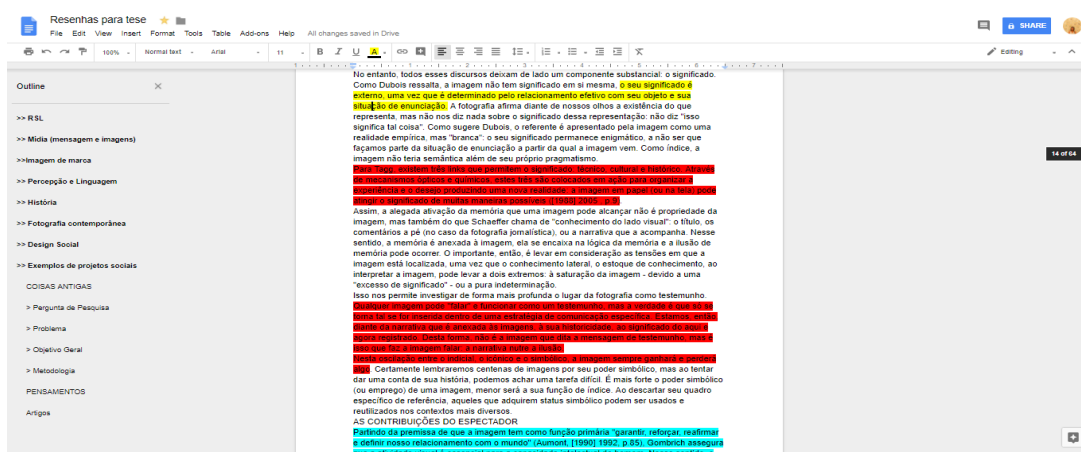 Resenhas para tese
File Edit View Insert Format Tools Table Add-ons Help All changes saved in Drive
SHARE
100% Normal text Arial 11 B I U A Editing
Outline
>> RSL
>> Mídia (mensagem e imagens)
>>Imagem de marca
>> Percepção e Linguagem
>> História
>> Fotografia contemporânea
>> Design Social
>> Exemplos de projetos sociais
COISAS ANTIGAS
> Pergunta de Pesquisa
> Problema
> Objetivo Geral
> Metodologia
PENSAMENTOS
Artigos
No entanto, todos esses discursos deixam de lado um componente substancial: o significado.
Como Dubois ressalta, a imagem não tem significado em si mesma, o seu significado é
externo, uma vez que é determinado pelo relacionamento efetivo com seu objeto e sua
situação de enunciação. A fotografia afirma diante de nossos olhos a existência do que
representa, mas não nos diz nada sobre o significado dessa representação: não diz "isso
significa tal coisa". Como sugere Dubois, o referente é apresentado pela imagem como uma
realidade empírica, mas "branca": o seu significado permanece enigmático, a não ser que
façamos parte da situação de enunciação a partir da qual a imagem vem. Como índice, a
imagem não teria semântica além de seu próprio pragmatismo.
Para Tagg, existem três links que permitem o significado: técnico, cultural e histórico. Através
de mecanismos ópticos e químicos, estes três são colocados em ação para organizar a
experiência e o desejo produzindo uma nova realidade: a imagem em papel (ou na tela) pode
atingir o significado de muitas maneiras possíveis ([1988] 2005 , p.9).
Assim, a alegada ativação da memória que uma imagem pode alcançar não é propriedade da
imagem, mas também do que Schaeffer chama de "conhecimento do lado visual": o título, os
comentários a pé (no caso da fotografia jornalística), ou a narrativa que a acompanha. Nesse
sentido, a memória é anexada à imagem, ela se encaixa na lógica da memória e a ilusão de
memória pode ocorrer. O importante, então, é levar em consideração as tensões em que a
imagem está localizada, uma vez que o conhecimento lateral, o estoque de conhecimento, ao
interpretar a imagem, pode levar a dois extremos: à saturação da imagem - devido a uma
"excesso de significado" - ou a pura indeterminação.
Isso nos permite investigar de forma mais profunda o lugar da fotografia como testemunho.
Qualquer imagem pode "falar" e funcionar como um testemunho, mas a verdade é que só se
torna tal se for inserida dentro de uma estratégia de comunicação específica. Estamos, então,
diante da narrativa que é anexada às imagens, à sua historicidade, ao significado do aqui e
agora registrado. Desta forma, não é a imagem que dita a mensagem de testemunho, mas é
isso que faz a imagem falar: a narrativa nutre a ilusão.
Nesta oscilação entre o indicial, o icônico e o simbólico, a imagem sempre ganhará e perderá
algo. Certamente lembraremos centenas de imagens por seu poder simbólico, mas ao tentar
dar uma conta de sua história, podemos achar uma tarefa difícil. É mais forte o poder simbólico
(ou emprego) de uma imagem, menor será a sua função de índice. Ao descartar seu quadro
específico de referência, aqueles que adquirem status simbólico podem ser usados e
reutilizados nos contextos mais diversos.
AS CONTRIBUIÇÕES DO ESPECTADOR
Partindo da premissa de que a imagem tem como função primária "garantir, reforçar, reafirmar
e definir nosso relacionamento com o mundo" (Aumont, [1990] 1992, p.85). Gombrich assegura
14 of 64